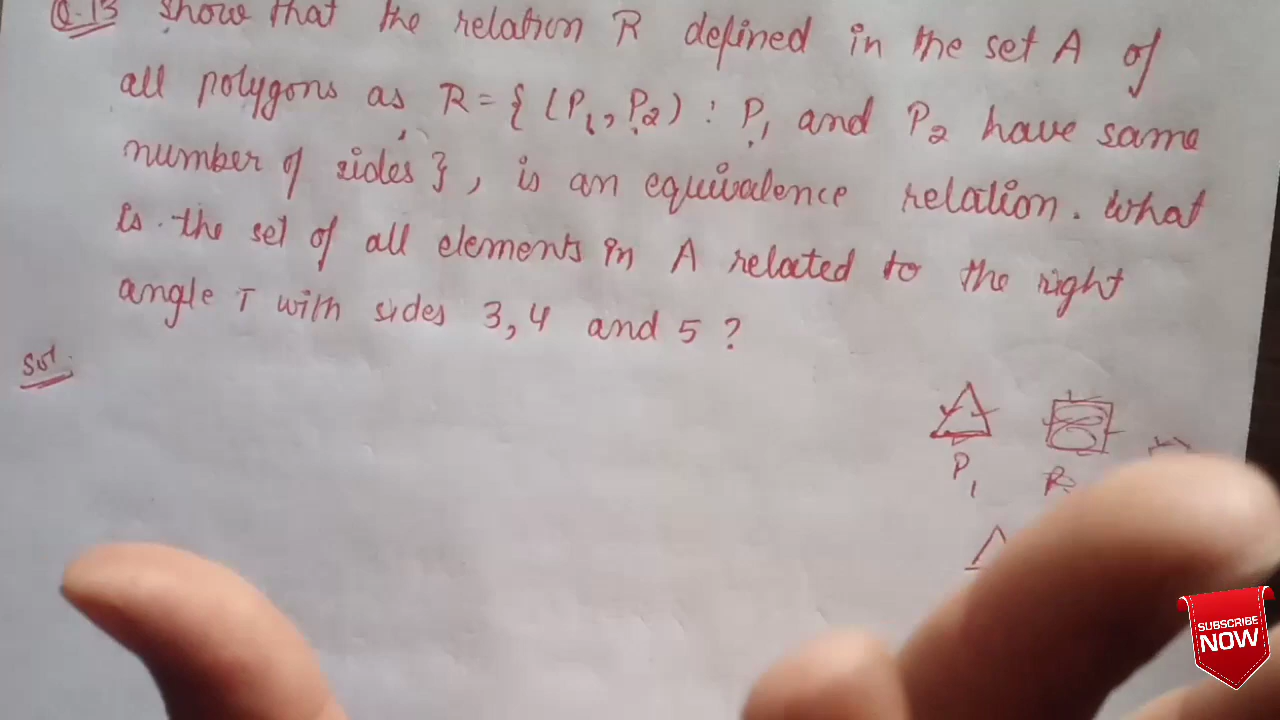 Q.13 Show that the relation R defined in the set A of
all polygons as R = { (P1, P2) : P1 and P2 have same
number of sides }, is an equivalence relation. What
is the set of all elements in A related to the right
angle T with sides 3, 4 and 5 ?
Sol.
P1
SUBSCRIBE
NOW